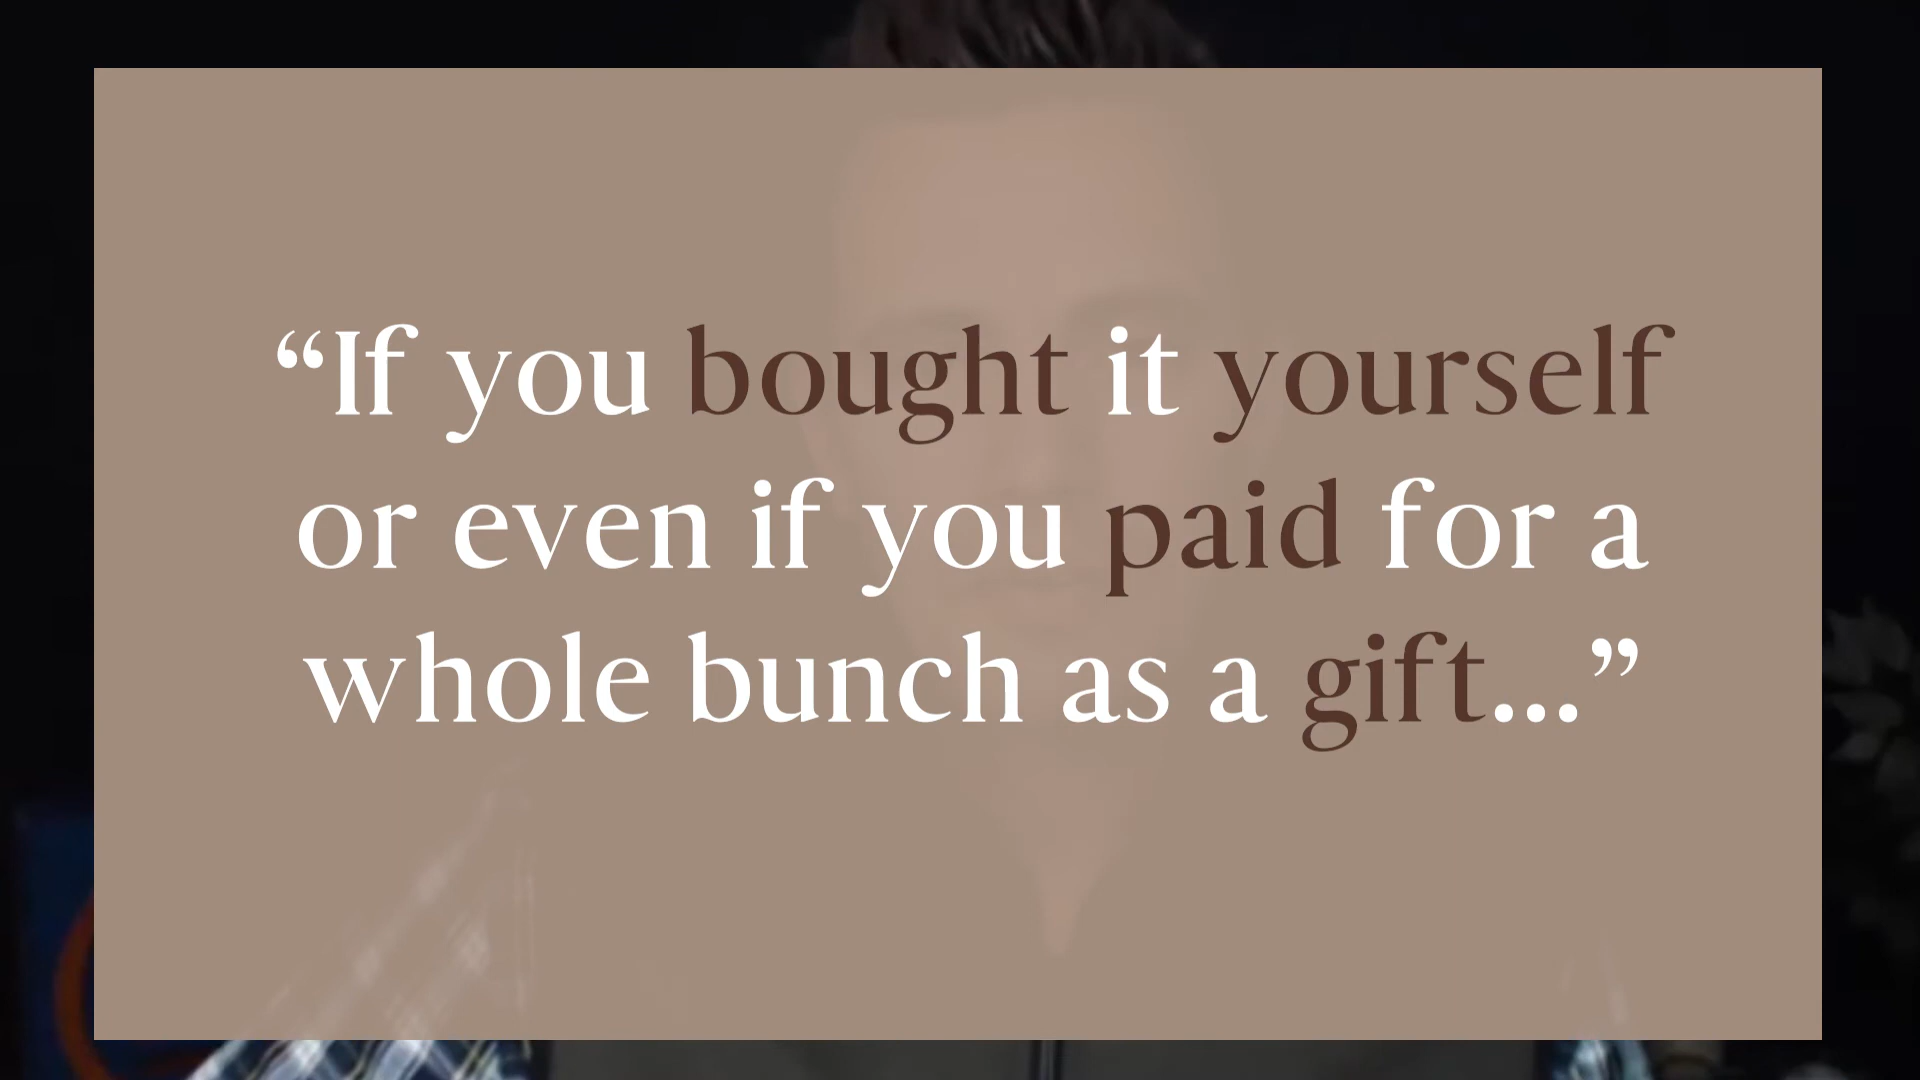 “If you bought it yourself
or even if you paid for a
whole bunch as a gift...”